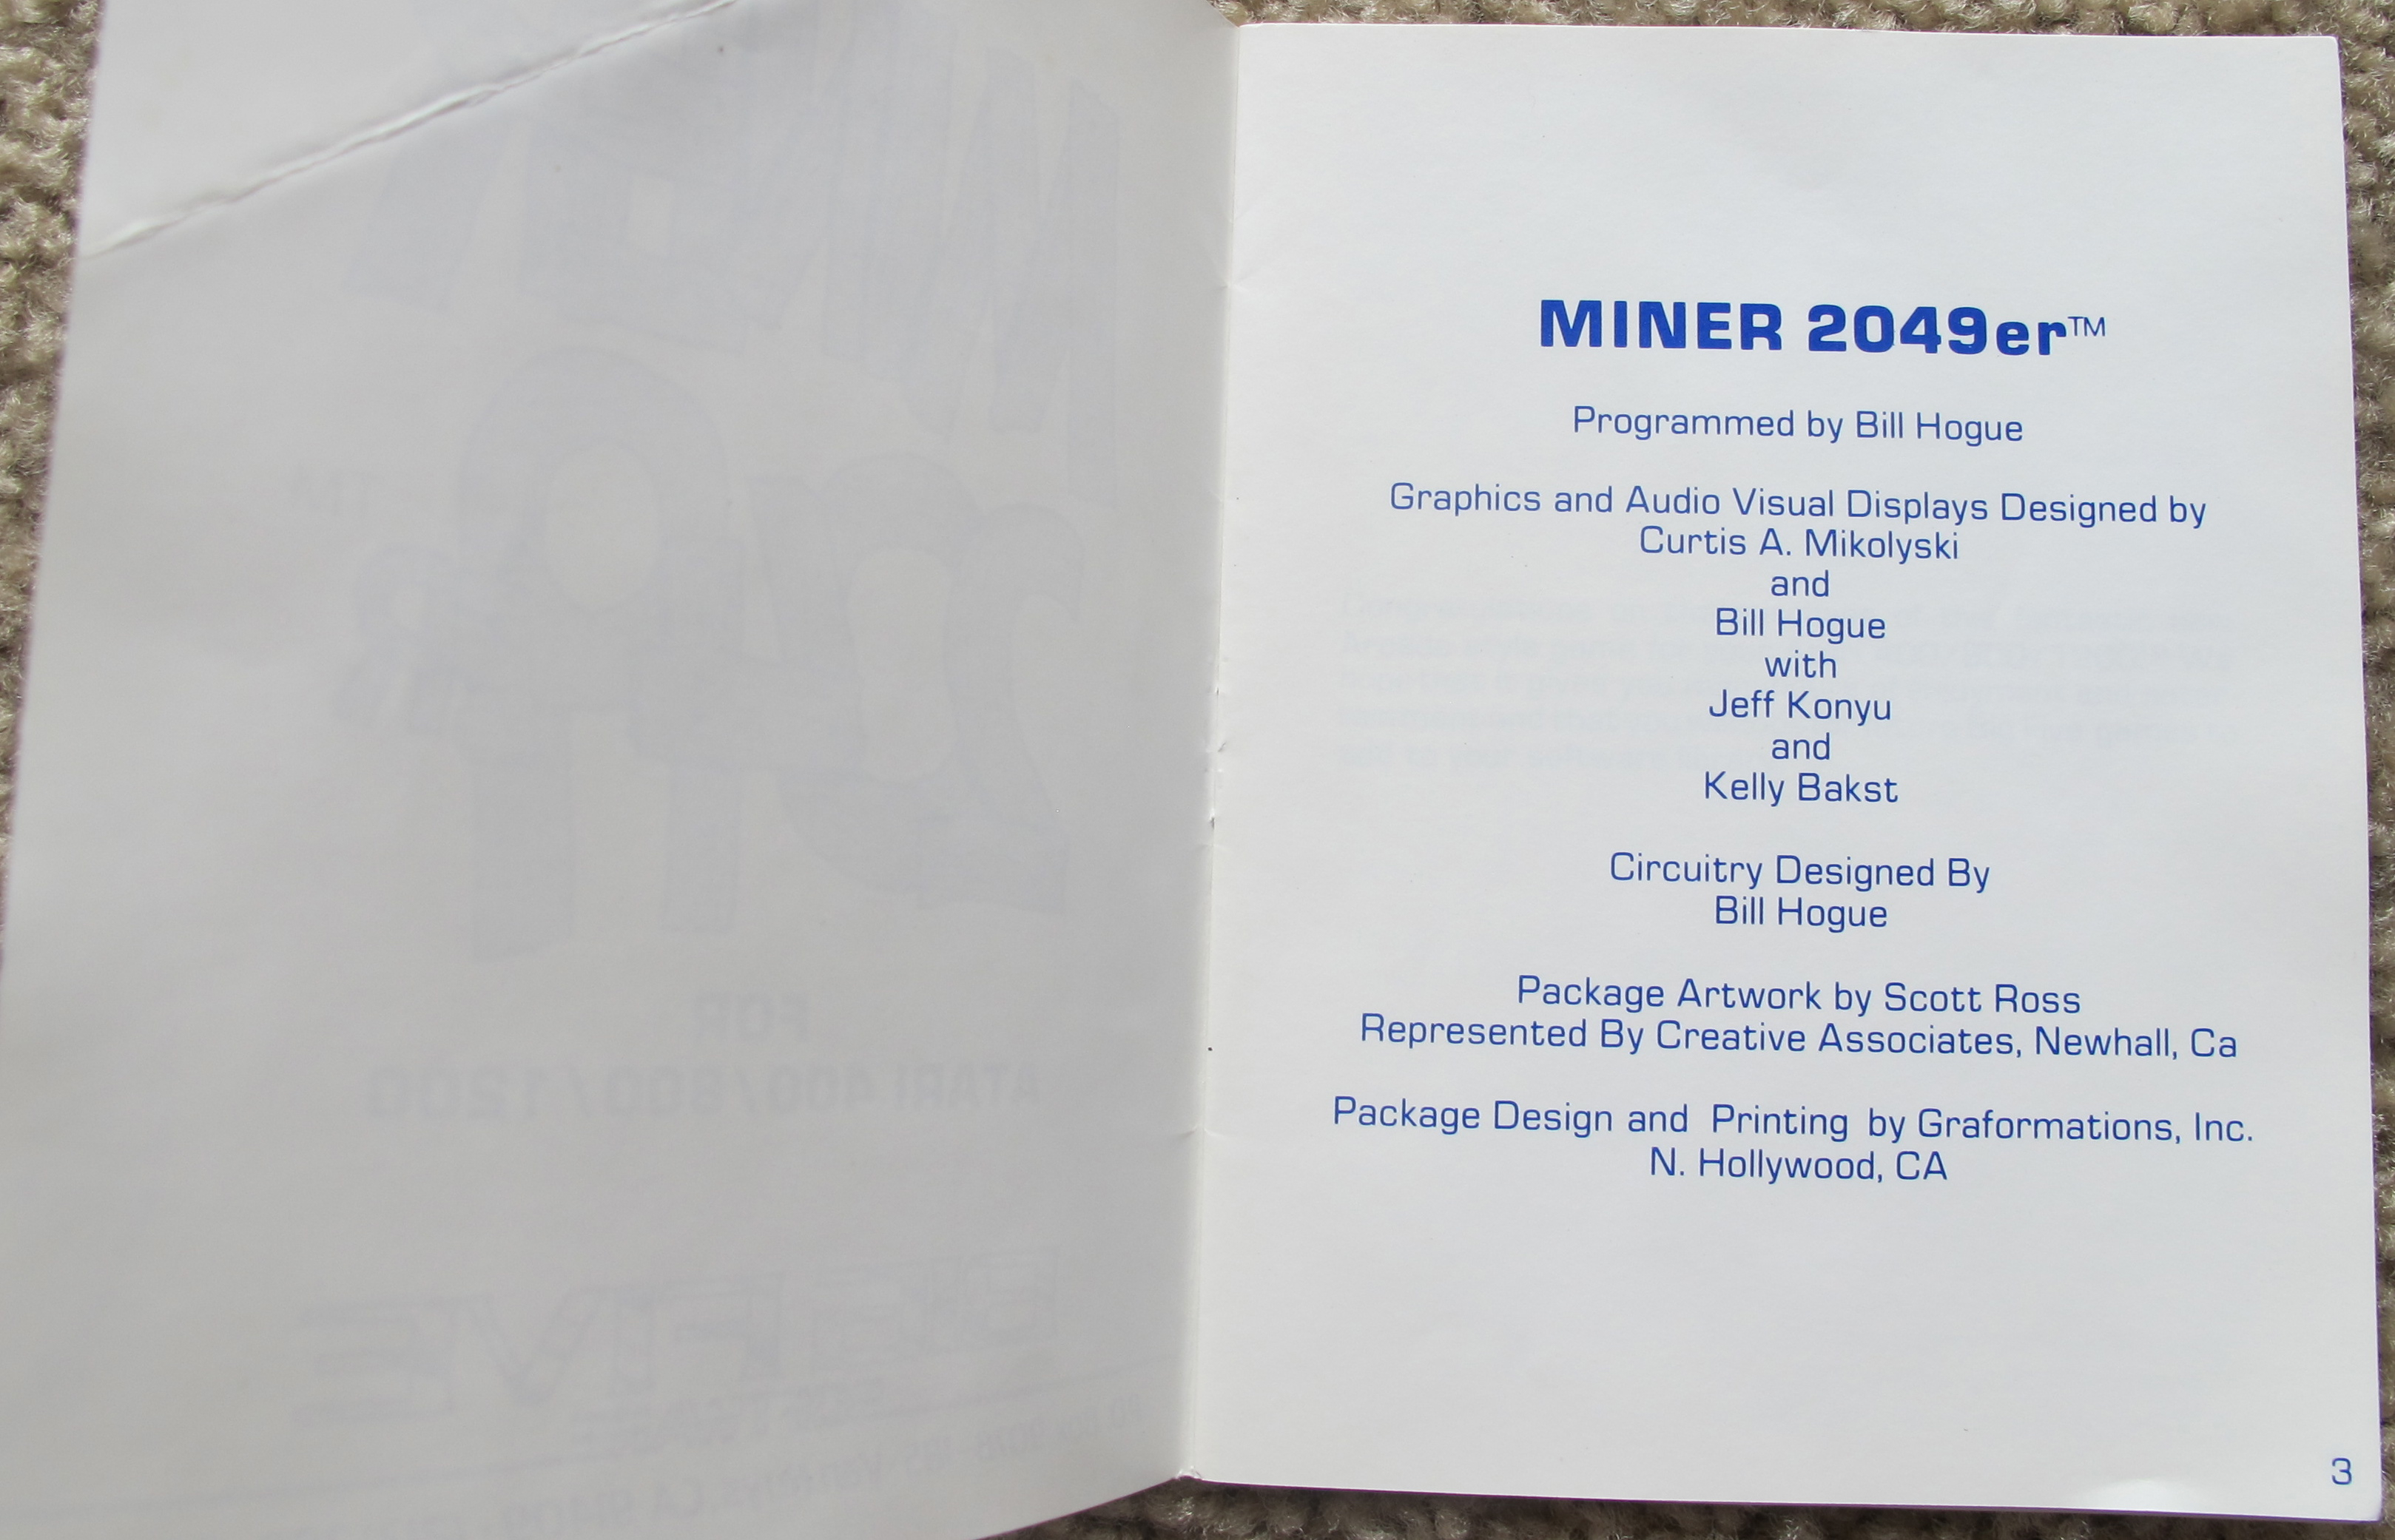 MINER 2049er™
Programmed by Bill Hogue
Graphics and Audio Visual Displays Designed by
Curtis A. Mikolyski
and
Bill Hogue
with
Jeff Konyu
and
Kelly Bakst
Circuitry Designed By
Bill Hogue
Package Artwork by Scott Ross
Represented By Creative Associates, Newhall, Ca
Package Design and Printing by Graformations, Inc.
N. Hollywood, CA
3